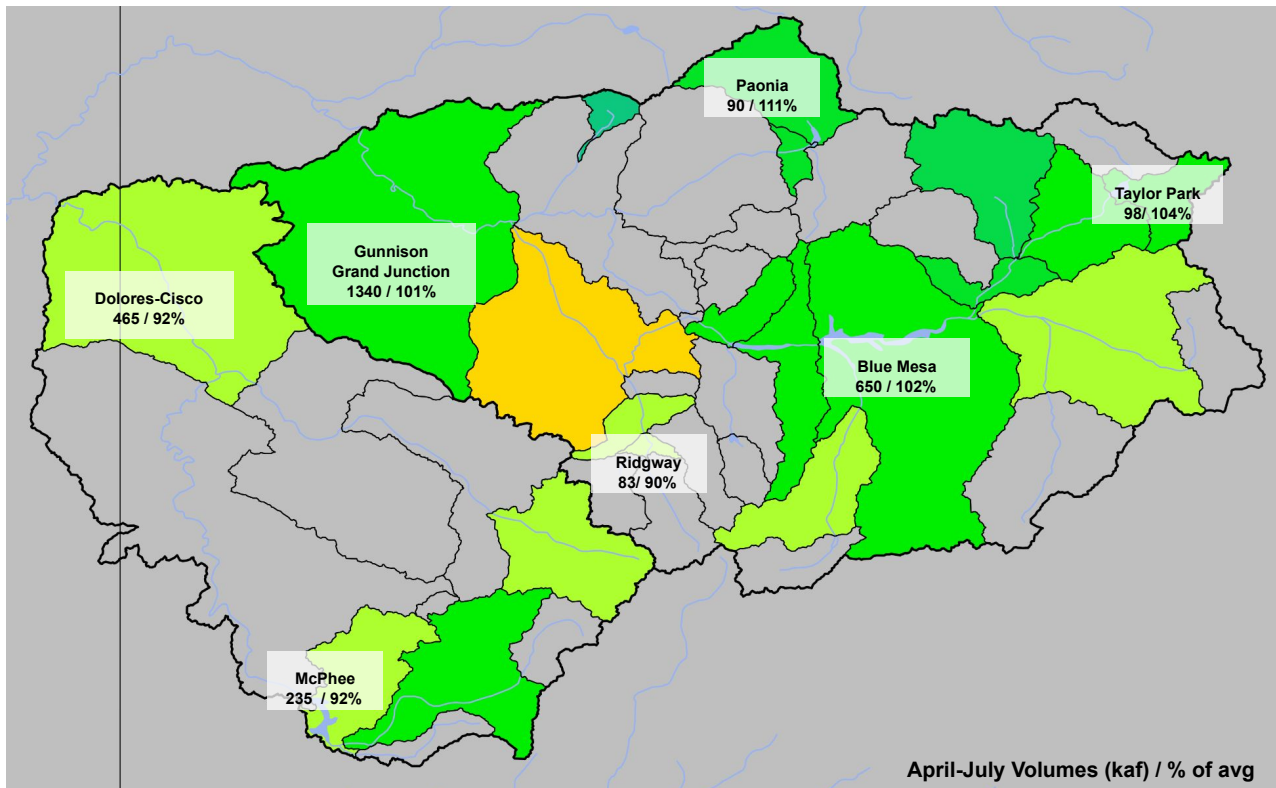 Paonia
90 / 111%
Taylor Park
98/ 104%
Gunnison
Grand Junction
1340 / 101%
Dolores-Cisco
465 / 92%
Blue Mesa
650 / 102%
Ridgway
83/ 90%
McPhee
235 / 92%
April-July Volumes (kaf) / % of avg